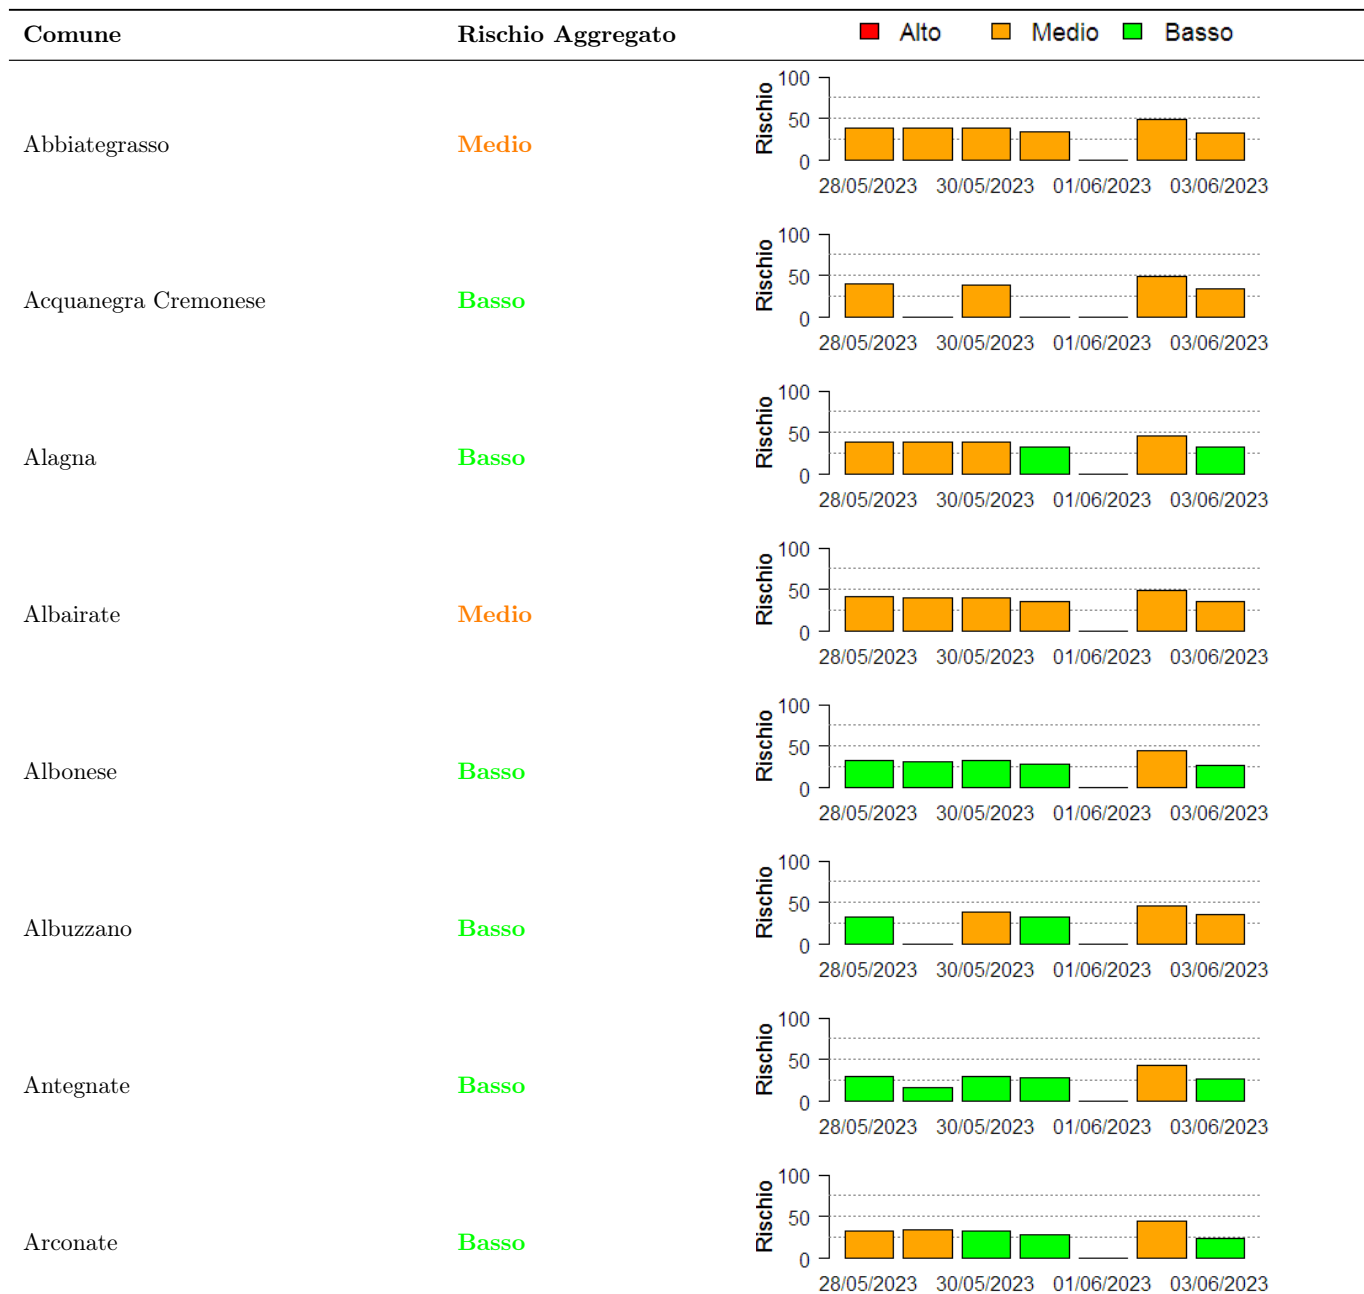 Comune Rischio Aggregato Alto Medio Basso
Abbiategrasso Medio
Rischio
100
50
0
28/05/2023 30/05/2023 01/06/2023 03/06/2023
Acquanegra Cremonese Basso
Rischio
100
50
0
28/05/2023 30/05/2023 01/06/2023 03/06/2023
Alagna Basso
Rischio
100
50
0
28/05/2023 30/05/2023 01/06/2023 03/06/2023
Albairate Medio
Rischio
100
50
0
28/05/2023 30/05/2023 01/06/2023 03/06/2023
Albonese Basso
Rischio
100
50
0
28/05/2023 30/05/2023 01/06/2023 03/06/2023
Albuzzano Basso
Rischio
100
50
0
28/05/2023 30/05/2023 01/06/2023 03/06/2023
Antegnate Basso
Rischio
100
50
0
28/05/2023 30/05/2023 01/06/2023 03/06/2023
Arconate Basso
Rischio
100
50
0
28/05/2023 30/05/2023 01/06/2023 03/06/2023